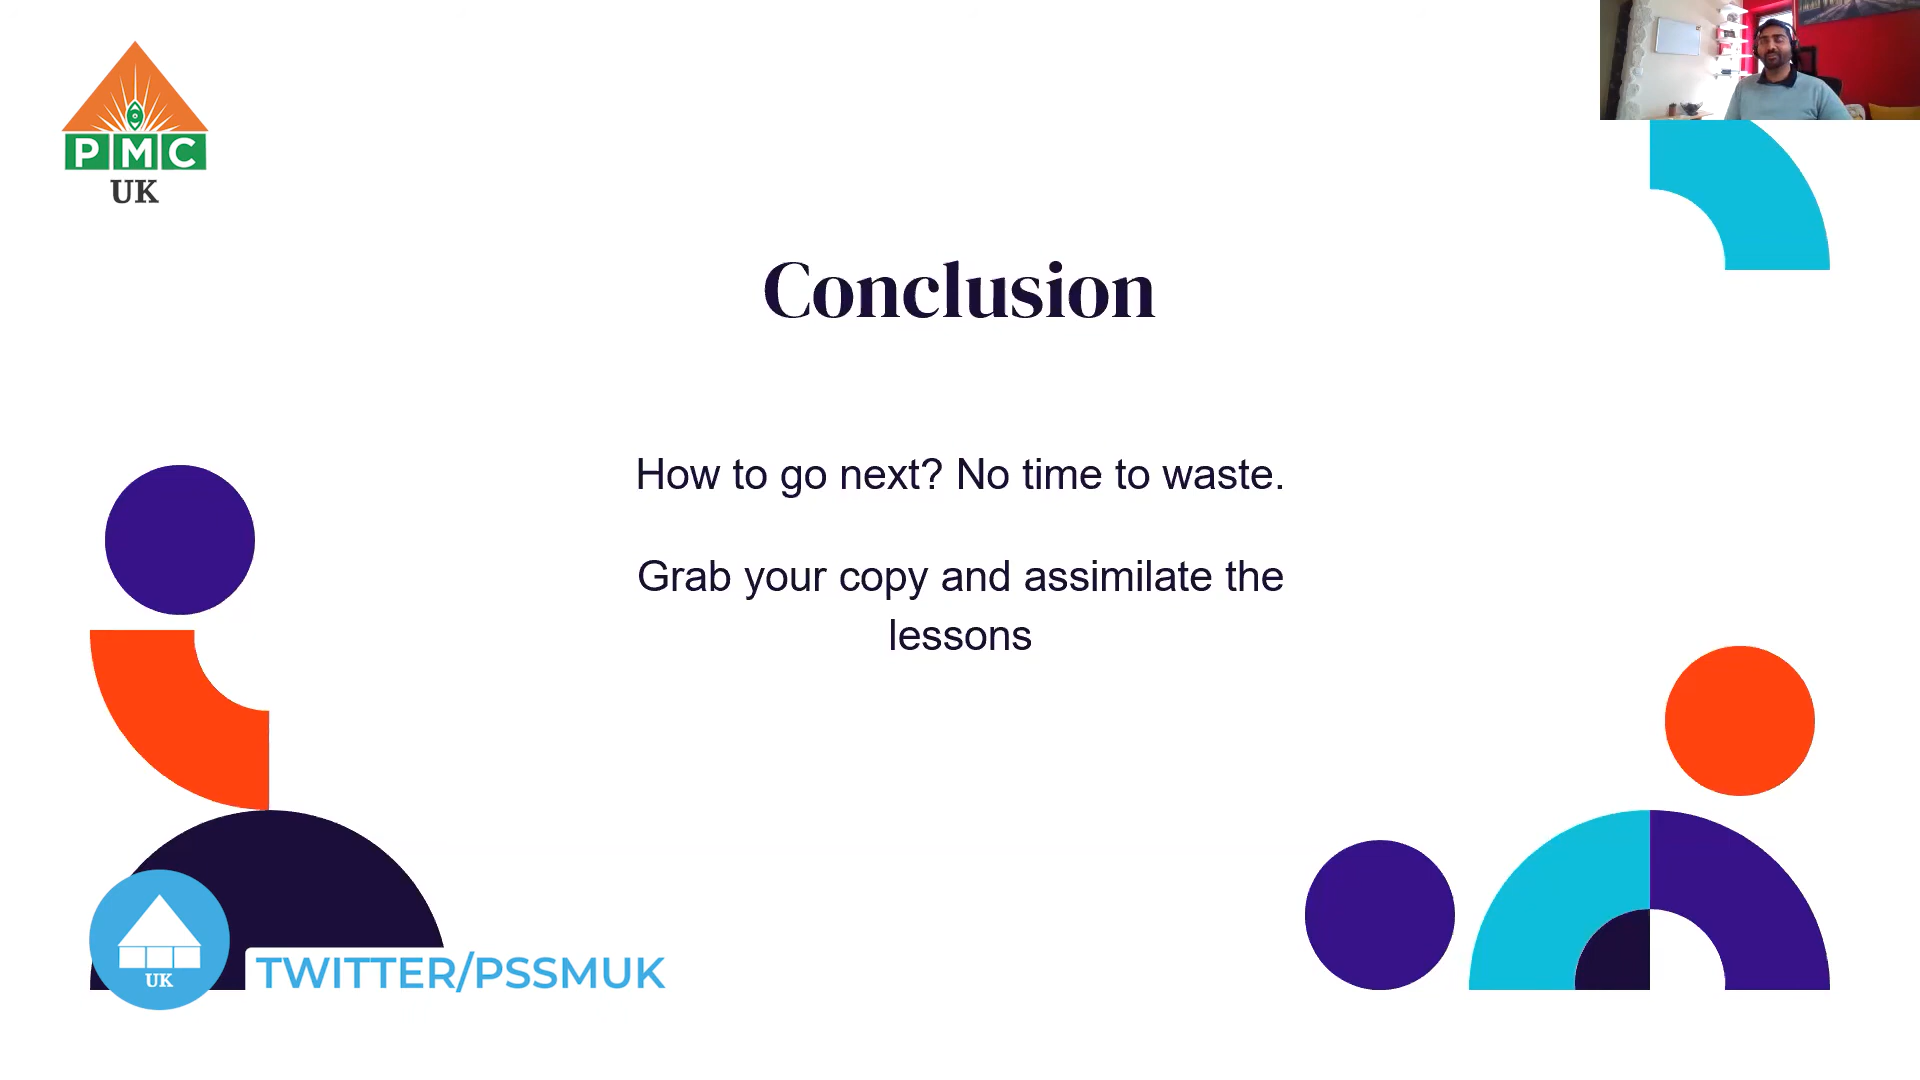 PMC
UK
Conclusion
How to go next? No time to waste.
Grab your copy and assimilate the
lessons
UK
TWITTER/PSSMUK